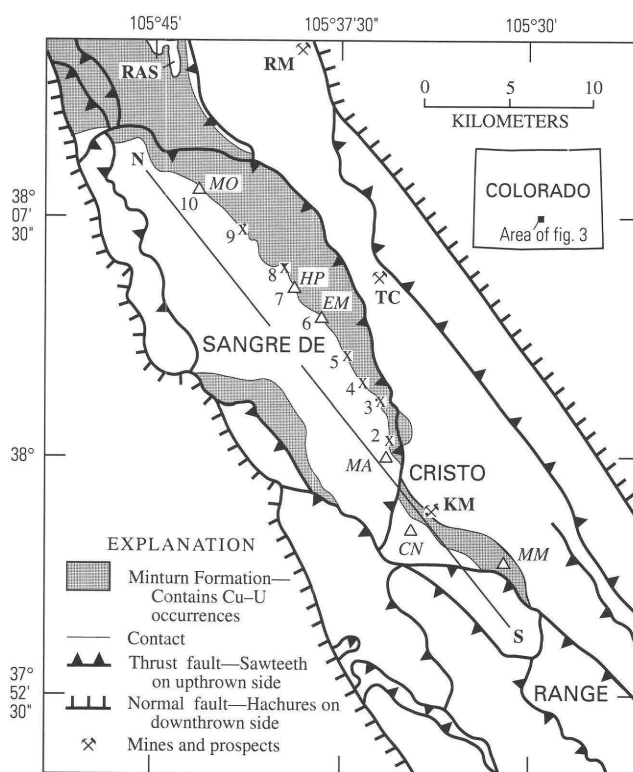 105°45' 105°37'30" 105°30'
RAS
RM
0 5 10
KILOMETERS
COLORADO
Area of fig. 3
38°
07'
30"
N
MO
10
9
8
HP
7
EM
6
TC
SANGRE DE
5
4
3
2
38°
MA
CRISTO
KM
CN
MM
EXPLANATION
Minturn Formation—
Contains Cu–U
occurrences
Contact
Thrust fault—Sawteeth
on upthrown side
Normal fault—Hachures on
downthrown side
Mines and prospects
S
RANGE
37°
52'
30"